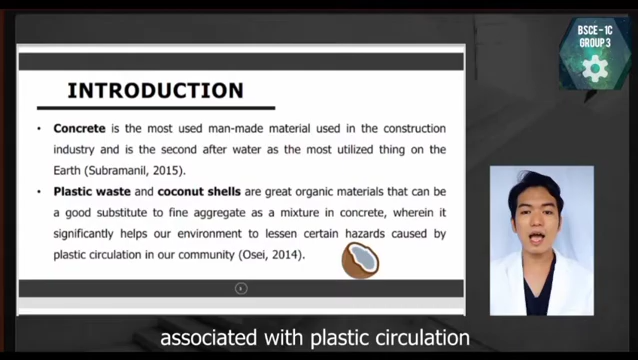 BSCE - 1C
GROUP 3
INTRODUCTION
• Concrete is the most used man-made material used in the construction
industry and is the second after water as the most utilized thing on the
Earth (Subramanil, 2015).
• Plastic waste and coconut shells are great organic materials that can be
a good substitute to fine aggregate as a mixture in concrete, wherein it
significantly helps our environment to lessen certain hazards caused by
plastic circulation in our community (Osei, 2014).
associated with plastic circulation